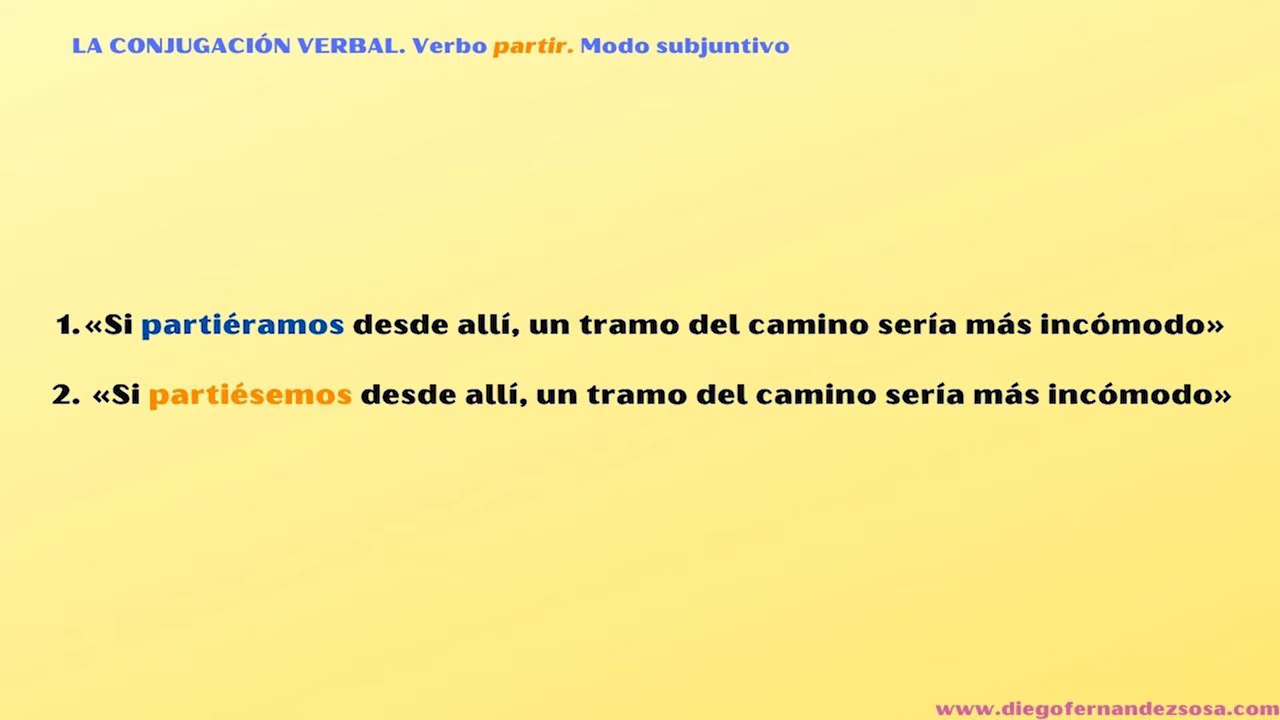 LA CONJUGACIÓN VERBAL. Verbo partir. Modo subjuntivo
1. «Si partiéramos desde allí, un tramo del camino sería más incómodo»
2. «Si partiésemos desde allí, un tramo del camino sería más incómodo»
www.diegofernandezsosa.com